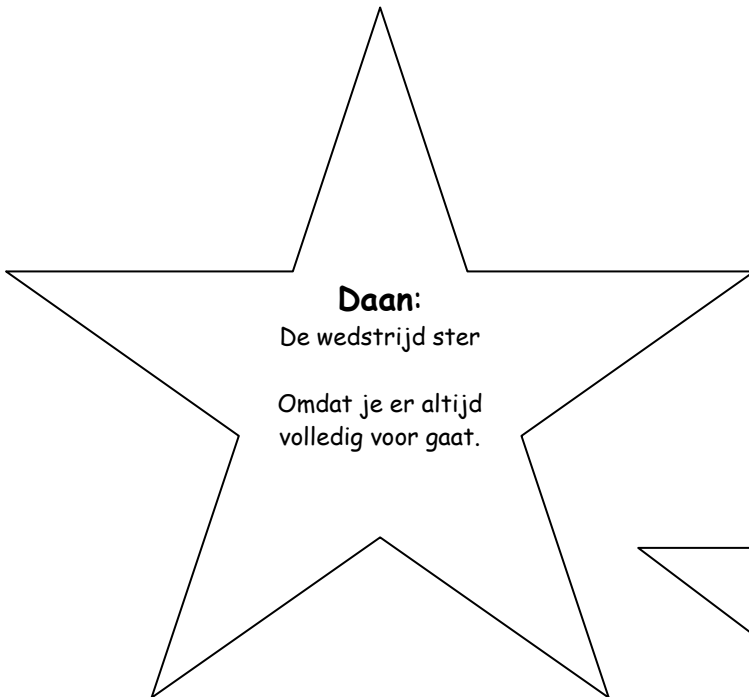 Daan:
De wedstrijd ster
Omdat je er altijd
volledig voor gaat.